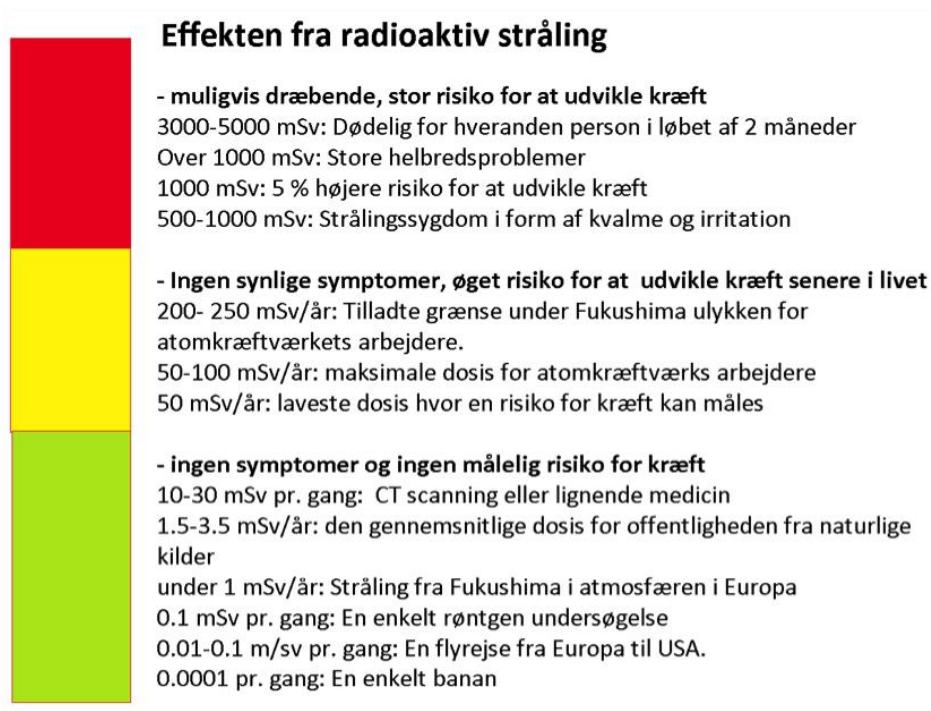 Effekten fra radioaktiv stråling
- muligvis dræbende, stor risiko for at udvikle kræft
3000-5000 mSv: Dødelig for hveranden person i løbet af 2 måneder
Over 1000 mSv: Store helbredsproblemer
1000 mSv: 5 % højere risiko for at udvikle kræft
500-1000 mSv: Strålingssygdom i form af kvalme og irritation
- Ingen synlige symptomer, øget risiko for at udvikle kræft senere i livet
200- 250 mSv/år: Tilladte grænse under Fukushima ulykken for
atomkræftværkets arbejdere.
50-100 mSv/år: maksimale dosis for atomkræftværks arbejdere
50 mSv/år: laveste dosis hvor en risiko for kræft kan måles
- ingen symptomer og ingen målelig risiko for kræft
10-30 mSv pr. gang: CT scanning eller lignende medicin
1.5-3.5 mSv/år: den gennemsnitlige dosis for offentligheden fra naturlige
kilder
under 1 mSv/år: Stråling fra Fukushima i atmosfæren i Europa
0.1 mSv pr. gang: En enkelt røntgen undersøgelse
0.01-0.1 m/sv pr. gang: En flyrejse fra Europa til USA.
0.0001 pr. gang: En enkelt banan